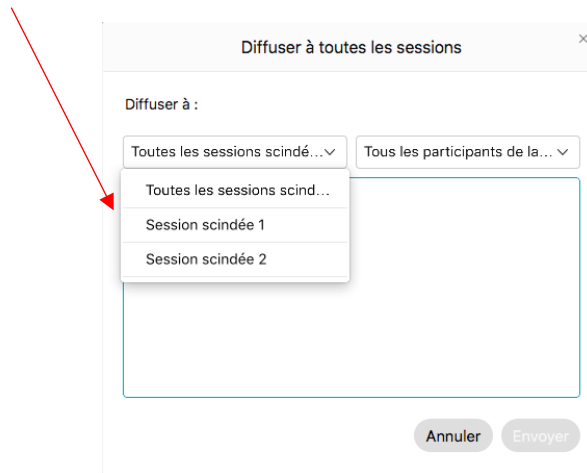 Diffuser à toutes les sessions
Diffuser à :
Toutes les sessions scindé... Tous les participants de la...
Toutes les sessions scind...
Session scindée 1
Session scindée 2
Annuler Envoyer